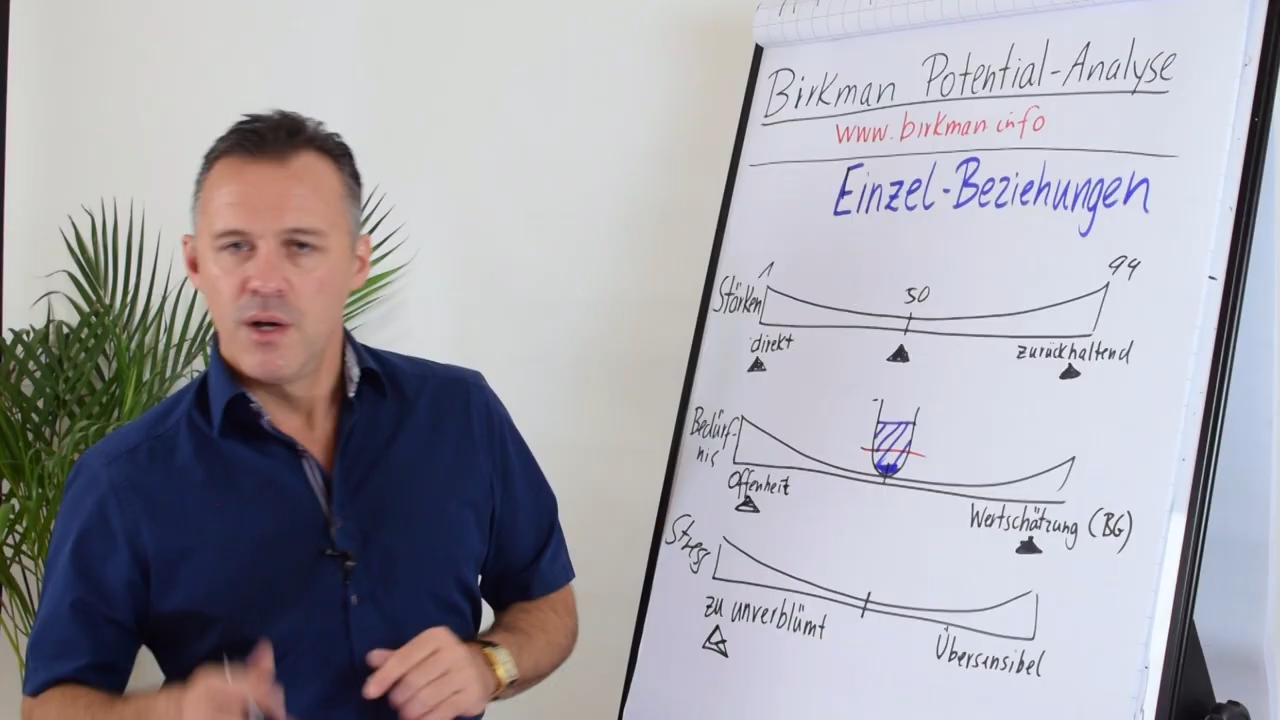 Birkman Potential-Analyse
www.birkman.info
Einzel-Beziehungen
1 50 99
Stärken
direkt zurückhaltend
Bedürf-
nis
Offenheit Wertschätzung (BG)
Stress
zu unverblümt Übersensibel